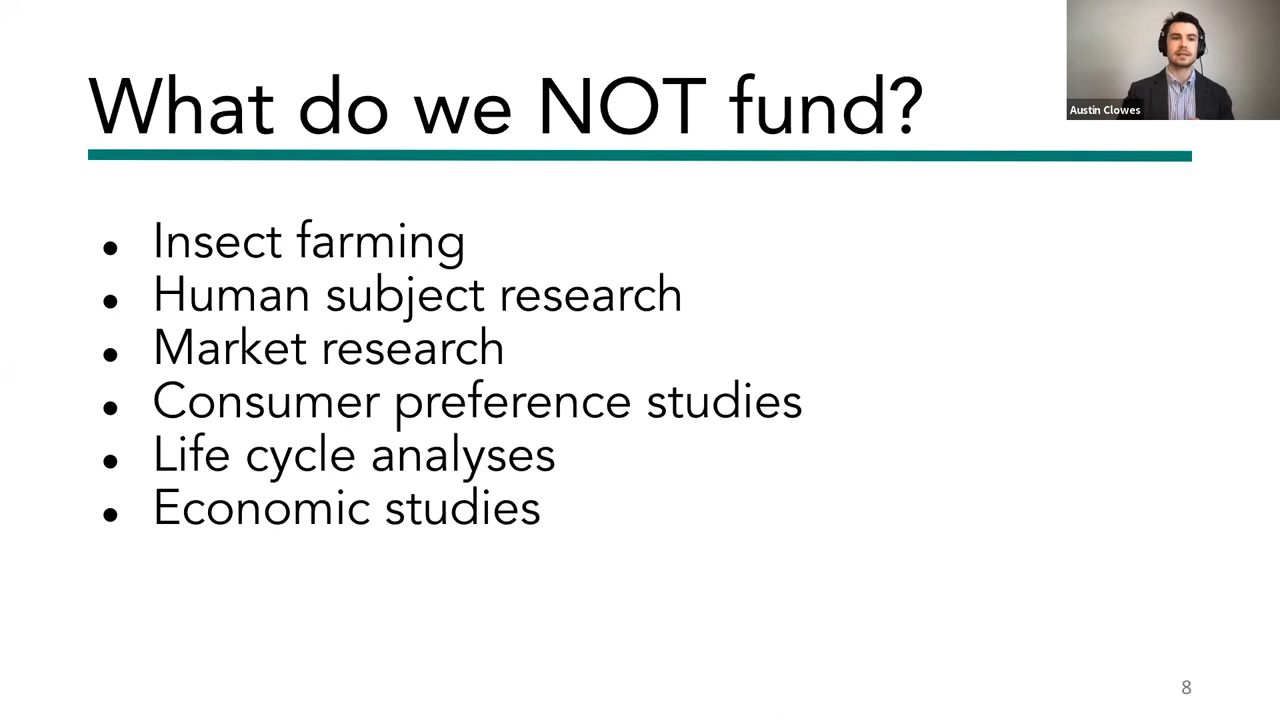 What do we NOT fund?
Austin Clowes
● Insect farming
● Human subject research
● Market research
● Consumer preference studies
● Life cycle analyses
● Economic studies
8